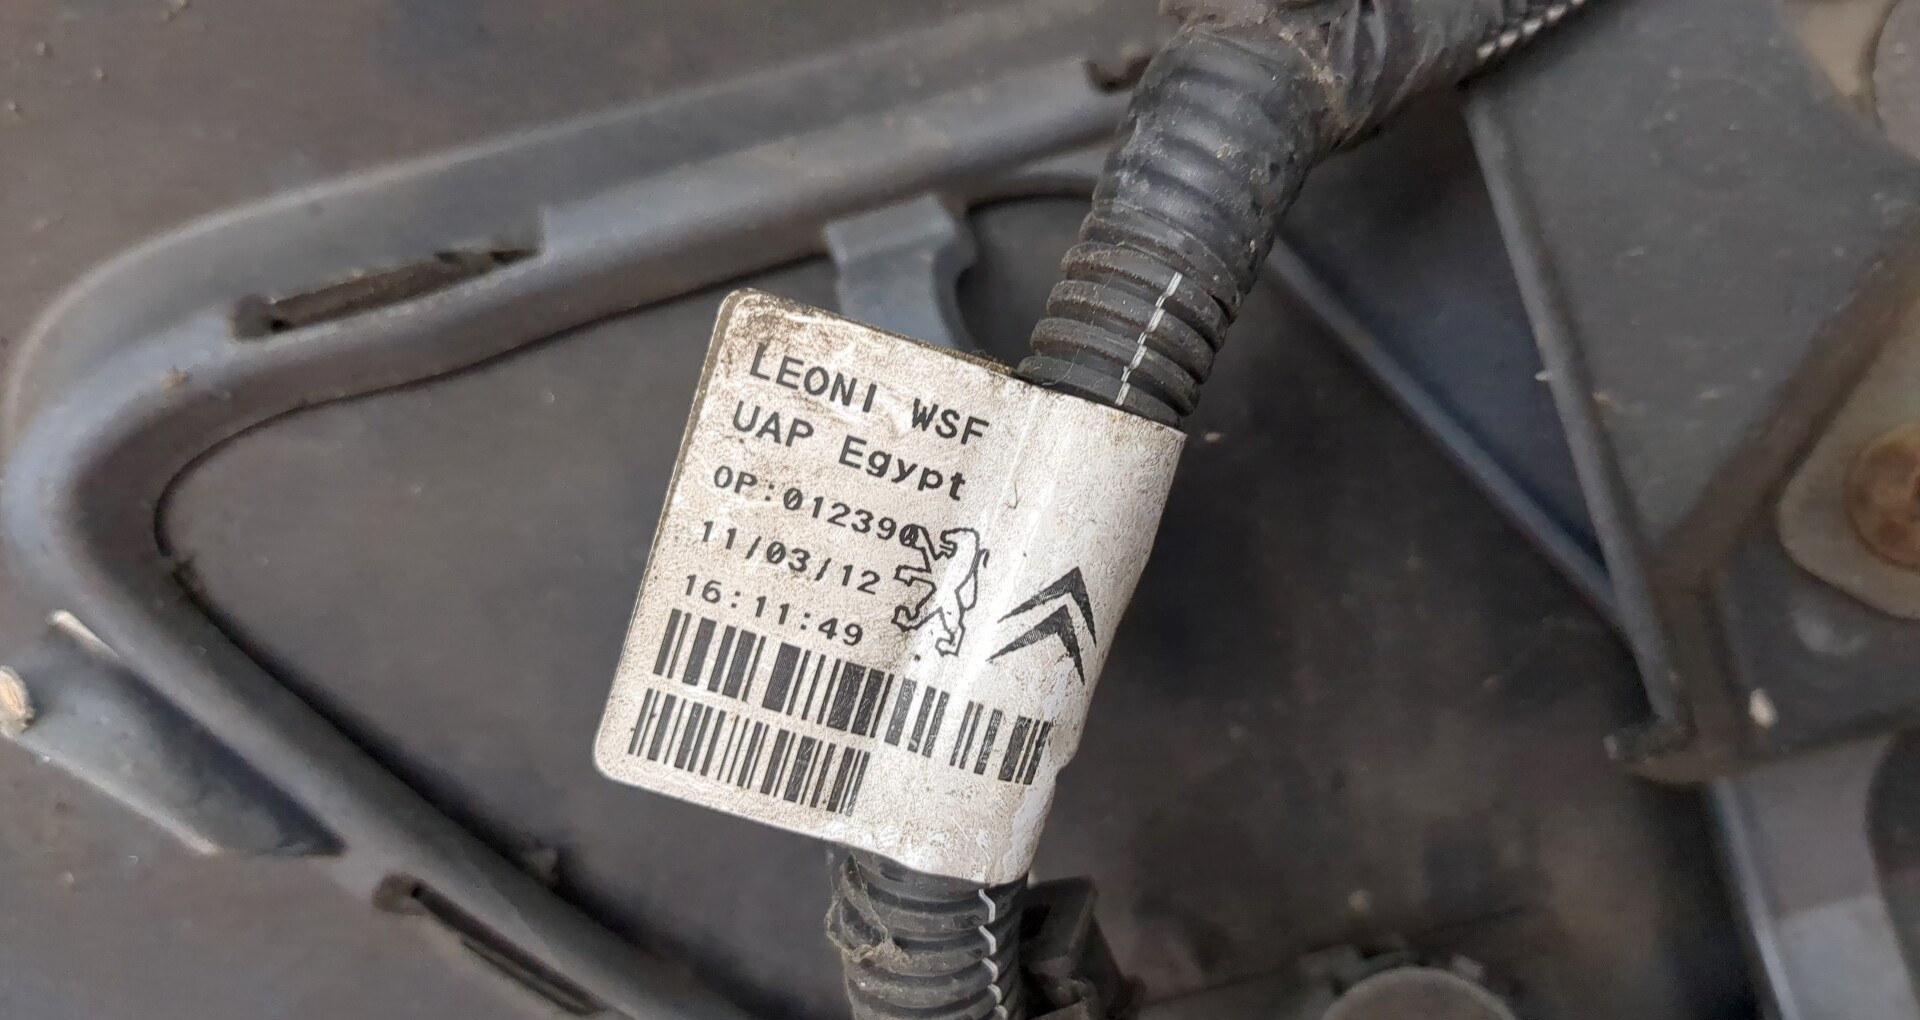 LEONI WSF
UAP Egypt
OP:012390
11/03/12
16:11:49